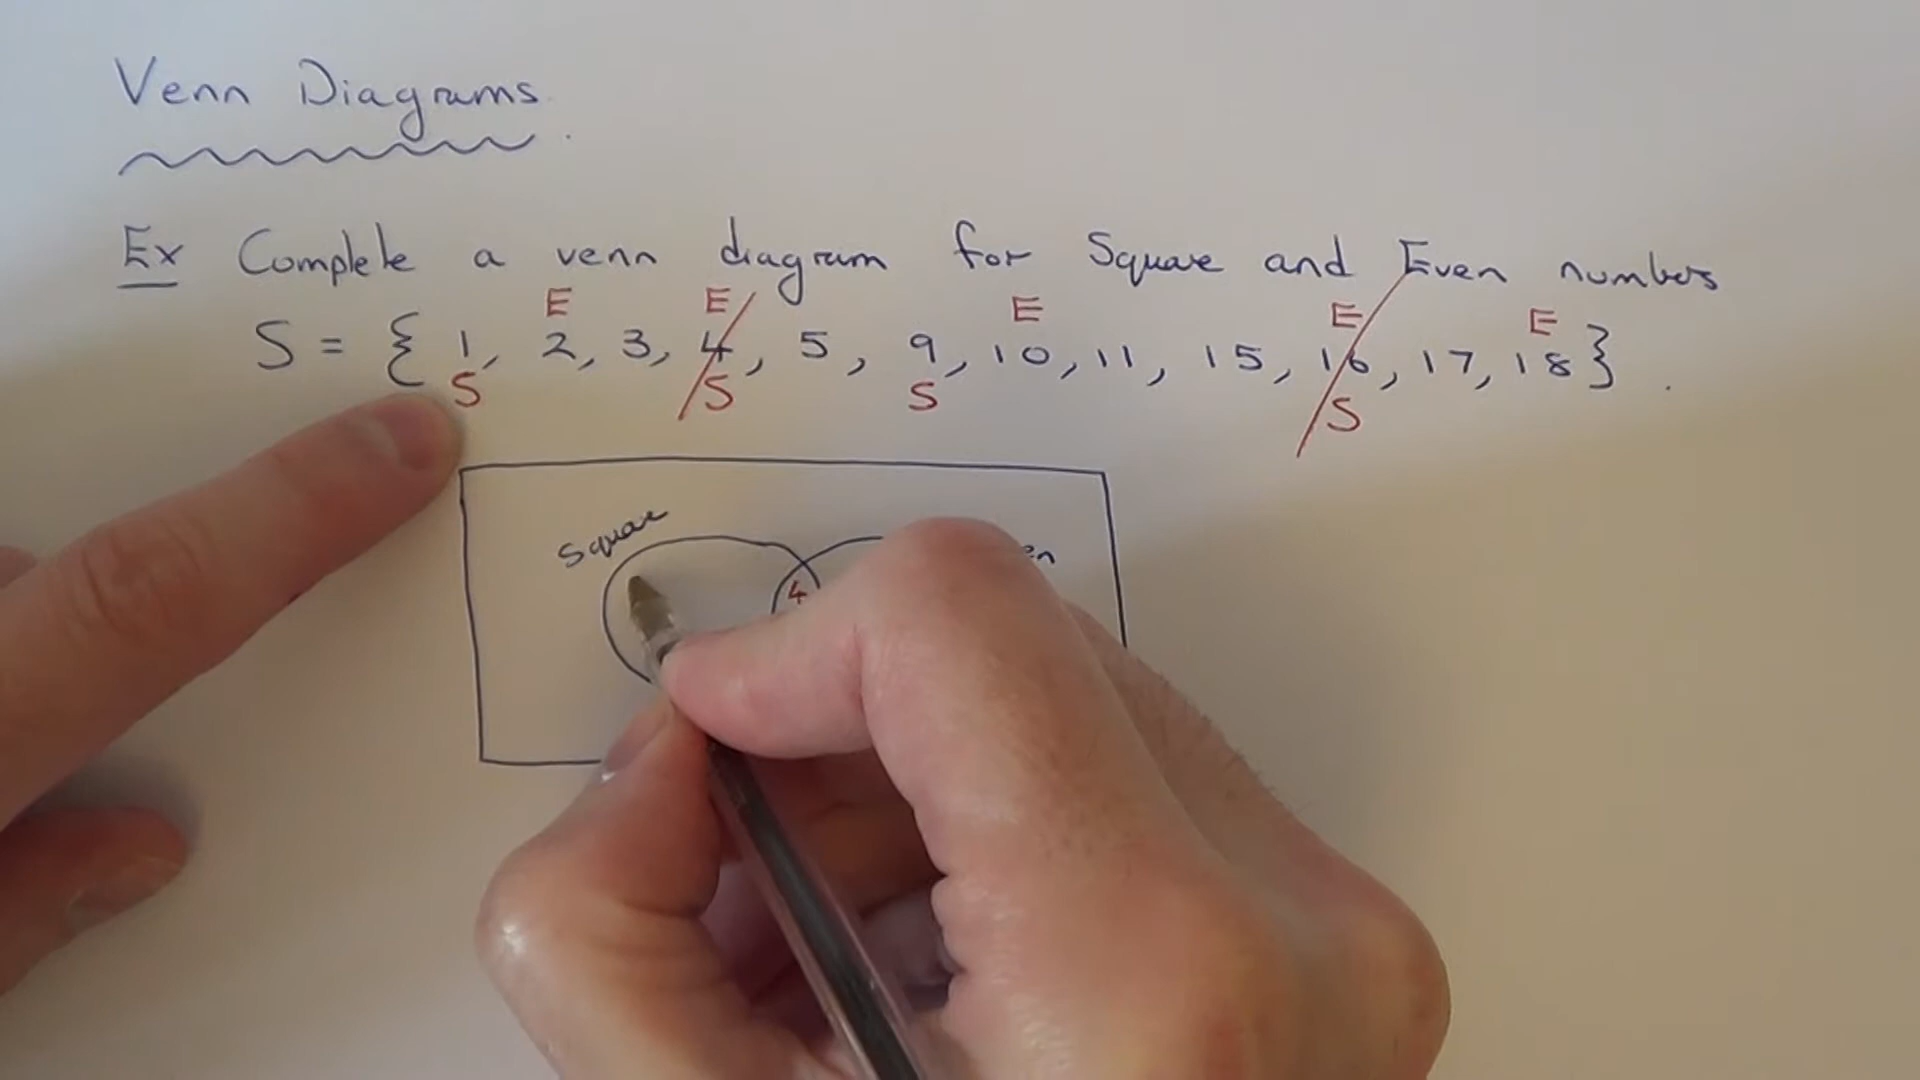 Venn Diagrams
Ex Complete a venn diagram for Square and Even numbers
E E E E E
S = { 1, 2, 3, 4, 5, 9, 10, 11, 15, 16, 17, 18 } .
S S S S
Square
4